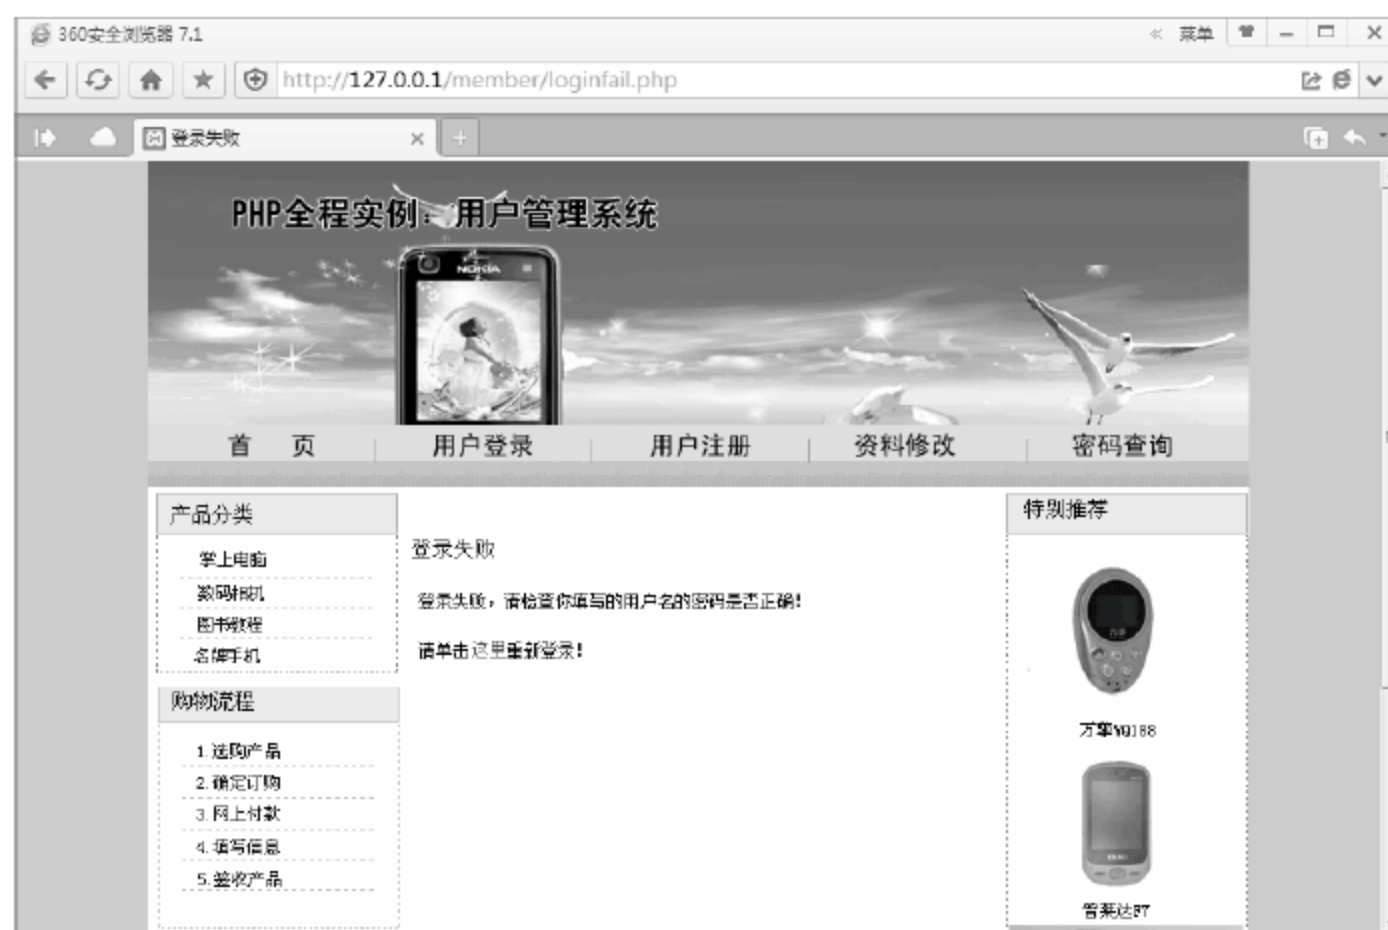 360安全浏览器 7.1
菜单
http://127.0.0.1/member/loginfail.php
登录失败
PHP全程实例:用户管理系统
NOKIA
首 页 用户登录 用户注册 资料修改 密码查询
产品分类
掌上电脑
数码相机
图书教程
名牌手机
购物流程
1.选购产品
2.确定订购
3.网上付款
4.填写信息
5.签收产品
登录失败
登录失败，请检查你填写的用户名的密码是否正确!
请单击这里重新登录!
特别推荐